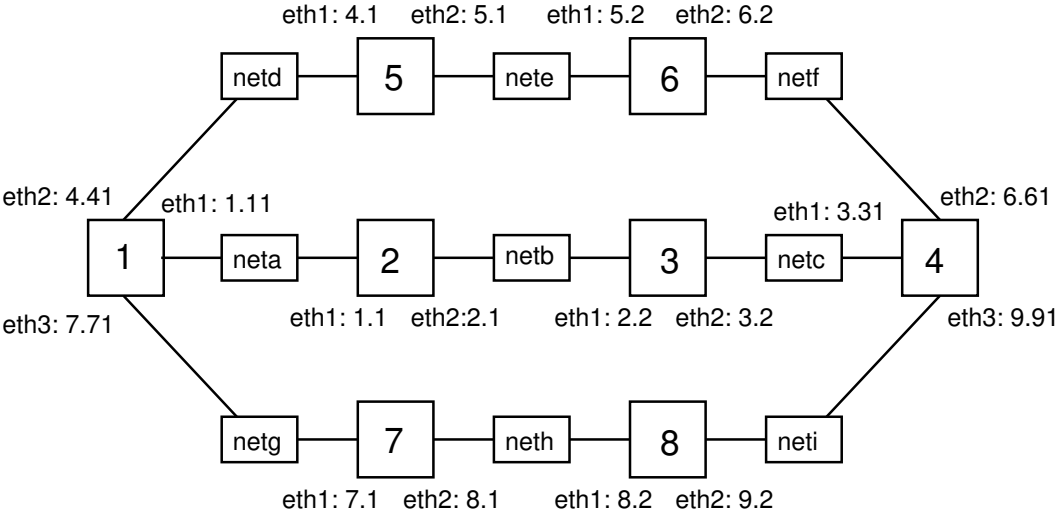 eth1: 4.1 eth2: 5.1 eth1: 5.2 eth2: 6.2
netd 5 nete 6 netf
eth2: 4.41 eth1: 1.11 eth1: 3.31 eth2: 6.61
1 neta 2 netb 3 netc 4
eth3: 7.71 eth1: 1.1 eth2:2.1 eth1: 2.2 eth2: 3.2 eth3: 9.91
netg 7 neth 8 neti
eth1: 7.1 eth2: 8.1 eth1: 8.2 eth2: 9.2